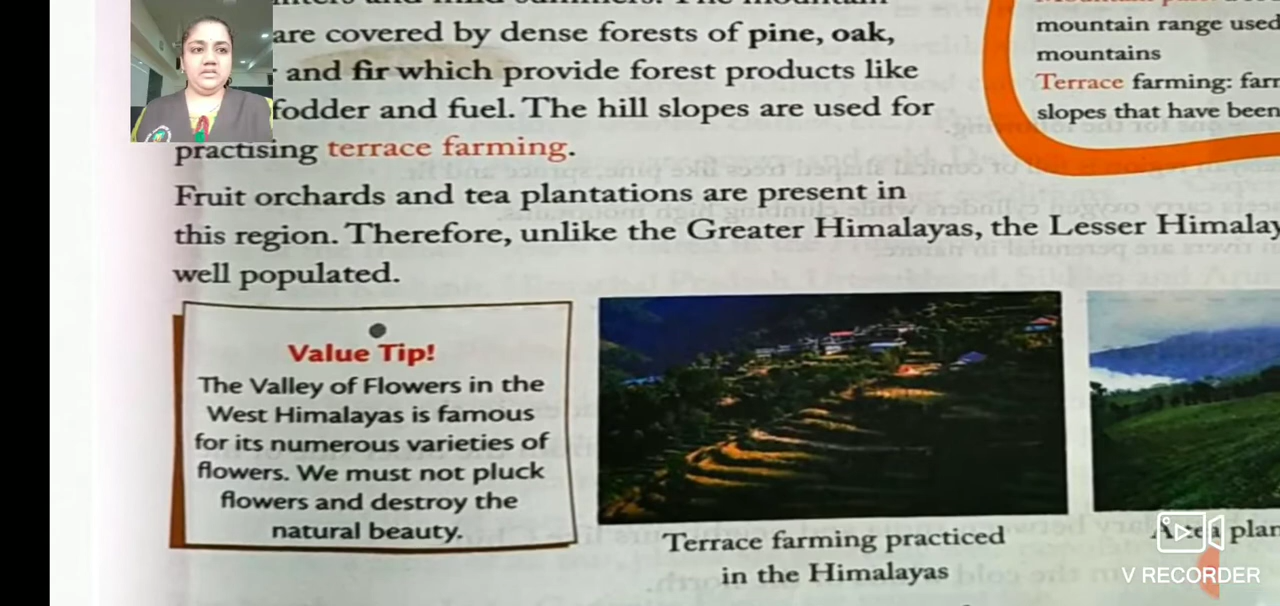 are covered by dense forests of pine, oak,
and fir which provide forest products like
fodder and fuel. The hill slopes are used for
practising terrace farming.
Fruit orchards and tea plantations are present in
this region. Therefore, unlike the Greater Himalayas, the Lesser
well populated.
mountain range used
mountains
Terrace farming:
slopes that have been
Value Tip!
The Valley of Flowers in the
West Himalayas is famous
for its numerous varieties of
flowers. We must not pluck
flowers and destroy the
natural beauty.
Terrace farming practiced
in the Himalayas
A tea
V RECORDER